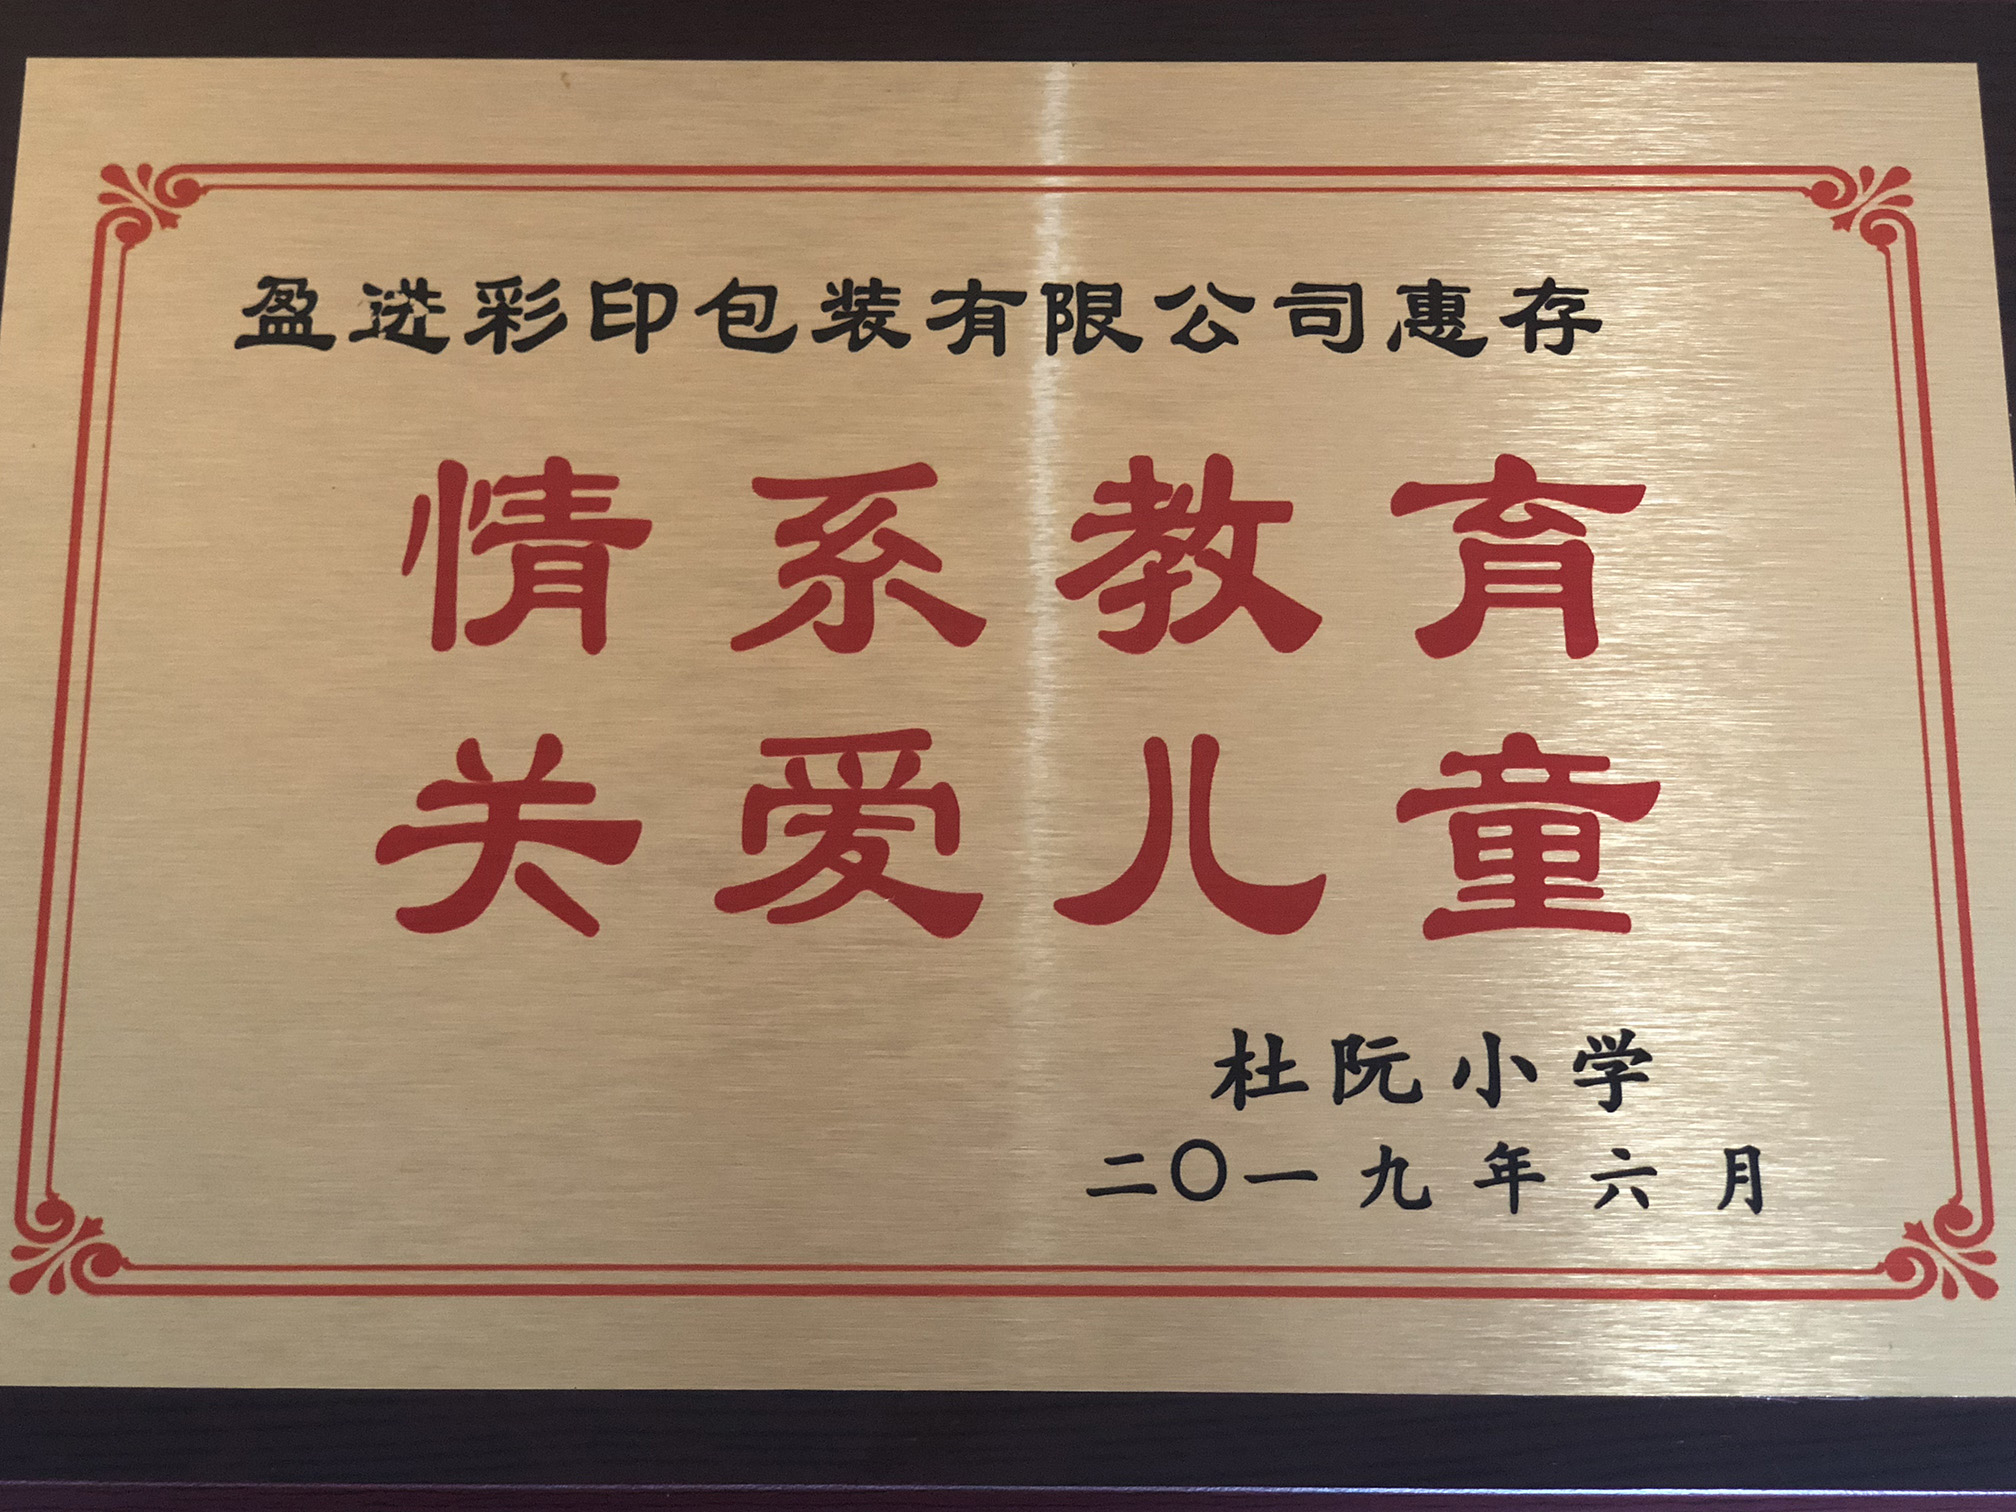 盈进彩印包装有限公司惠存
情系教育
关爱儿童
杜阮小学
二〇一九年六月